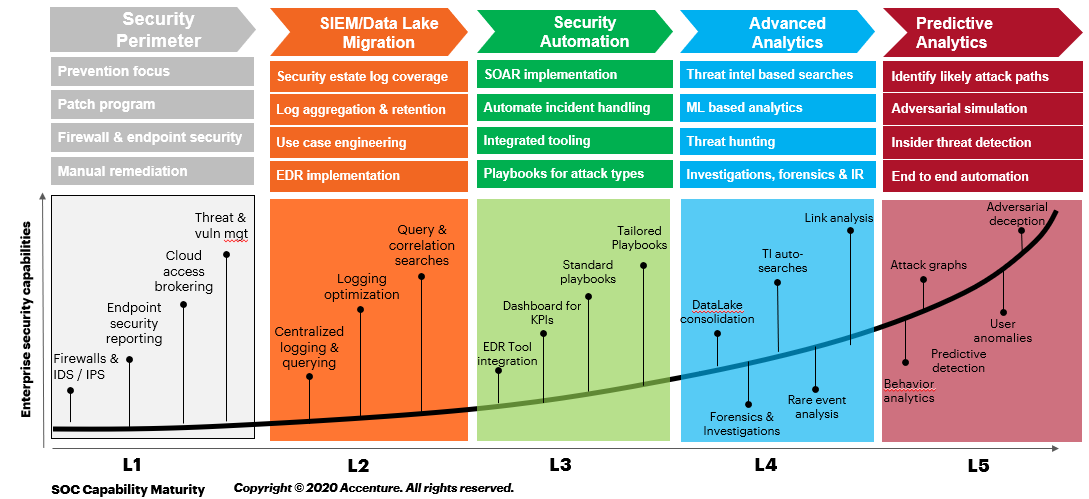 Security
Perimeter
SIEM/Data Lake
Migration
Security
Automation
Advanced
Analytics
Predictive
Analytics
Prevention focus
Patch program
Firewall & endpoint security
Manual remediation
Security estate log coverage
Log aggregation & retention
Use case engineering
EDR implementation
SOAR implementation
Automate incident handling
Integrated tooling
Playbooks for attack types
Threat intel based searches
ML based analytics
Threat hunting
Investigations, forensics & IR
Identify likely attack paths
Adversarial simulation
Insider threat detection
End to end automation
Enterprise security capabilities
Firewalls &
IDS / IPS
Endpoint
security
reporting
Cloud
access
brokering
Threat &
vuln mgt
Centralized
logging &
querying
Logging
optimization
Query &
correlation
searches
EDR Tool
integration
Dashboard for
KPIs
Standard
playbooks
Tailored
Playbooks
DataLake
consolidation
Forensics &
Investigations
TI auto-
searches
Rare event
analysis
Link analysis
Behavior
analytics
Attack graphs
Predictive
detection
User
anomalies
Adversarial
deception
L1
L2
L3
L4
L5
SOC Capability Maturity
Copyright © 2020 Accenture. All rights reserved.